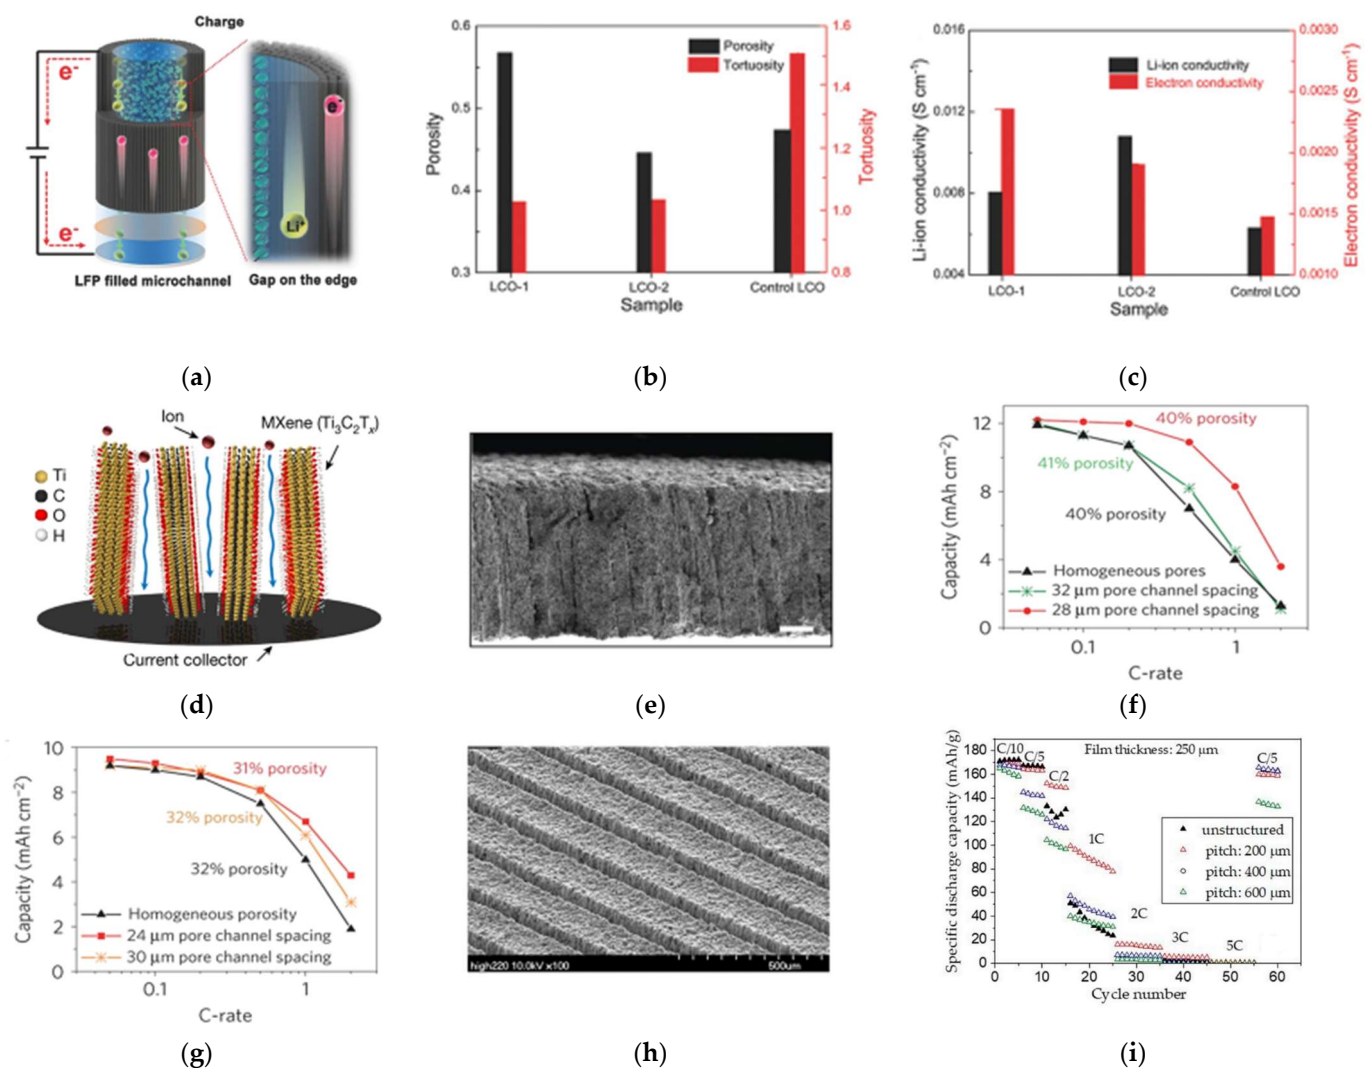 Charge
e-
e-
e-
Li+
LFP filled microchannel
Gap on the edge
(a)
0.6
0.5
0.4
0.3
Porosity
Porosity
Tortuosity
1.6
1.4
1.2
1.0
0.8
Tortuosity
LCO-1
LCO-2
Control LCO
Sample
(b)
0.016
0.012
0.008
0.004
Li-ion conductivity (S cm⁻¹)
Li-ion conductivity
Electron conductivity
0.0030
0.0025
0.0020
0.0015
0.0010
Electron conductivity (S cm⁻¹)
LCO-1
LCO-2
Control LCO
Sample
(c)
Ion
MXene (Ti₃C₂Tₓ)
Ti
C
O
H
Current collector
(d)
(e)
12
8
4
0
Capacity (mAh cm⁻²)
40% porosity
41% porosity
40% porosity
Homogeneous pores
32 µm pore channel spacing
28 µm pore channel spacing
0.1
1
C-rate
(f)
10
8
6
4
2
0
Capacity (mAh cm⁻²)
31% porosity
32% porosity
32% porosity
Homogeneous porosity
24 µm pore channel spacing
30 µm pore channel spacing
0.1
1
C-rate
(g)
high220 10.0kV x100
500um
(h)
180
160
140
120
100
80
60
40
20
0
Specific discharge capacity (mAh/g)
Film thickness: 250 µm
C/10
C/5
C/2
1C
2C
3C
5C
C/5
unstructured
pitch: 200 µm
pitch: 400 µm
pitch: 600 µm
0
10
20
30
40
50
60
Cycle number
(i)